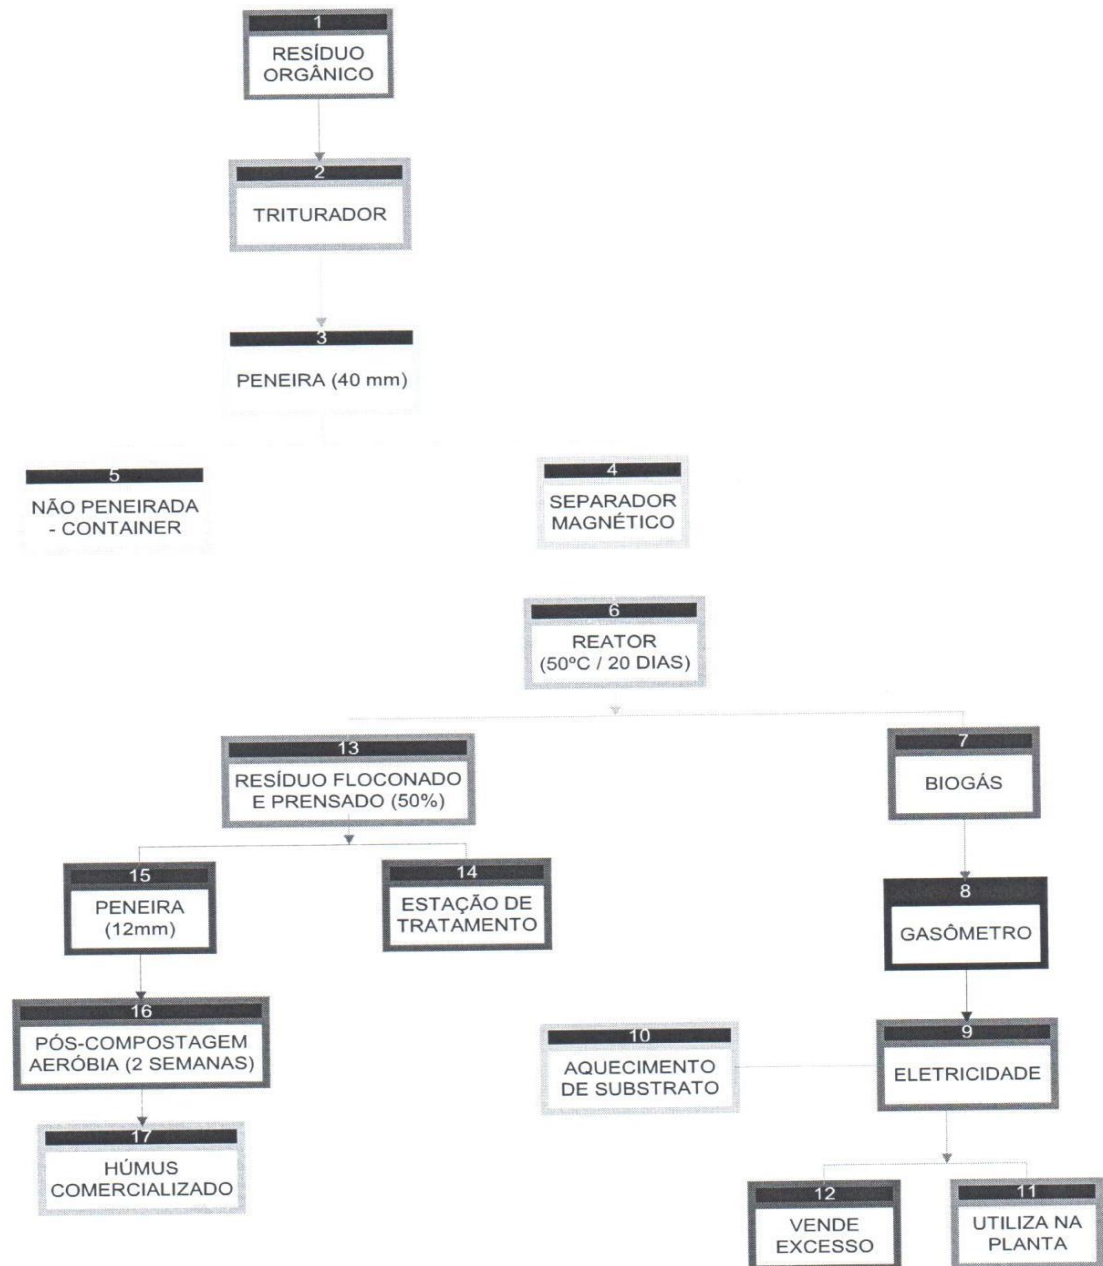 1
RESÍDUO
ORGÂNICO
2
TRITURADOR
3
PENEIRA (40 mm)
5
NÃO PENEIRADA
- CONTAINER
4
SEPARADOR
MAGNÉTICO
6
REATOR
(50ºC / 20 DIAS)
13
RESÍDUO FLOCONADO
E PRENSADO (50%)
7
BIOGÁS
15
PENEIRA
(12mm)
14
ESTAÇÃO DE
TRATAMENTO
8
GASÔMETRO
16
PÓS-COMPOSTAGEM
AERÓBIA (2 SEMANAS)
10
AQUECIMENTO
DE SUBSTRATO
9
ELETRICIDADE
17
HÚMUS
COMERCIALIZADO
12
VENDE
EXCESSO
11
UTILIZA NA
PLANTA